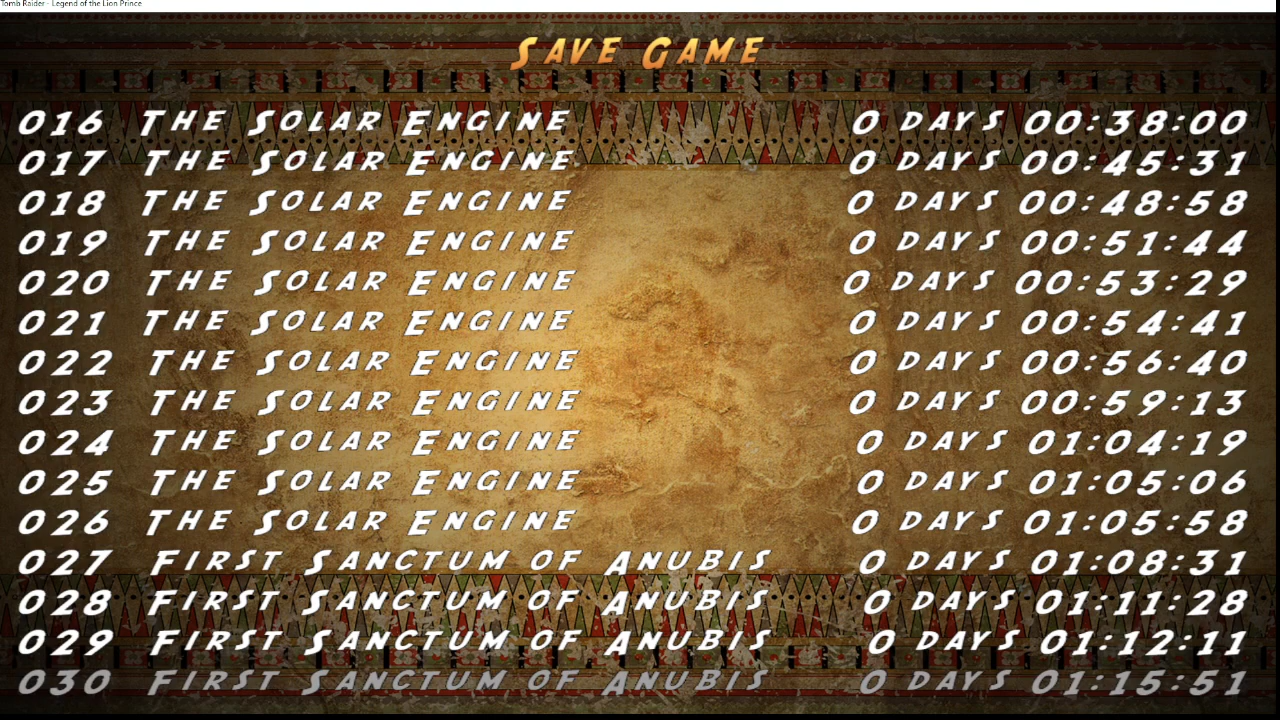 Tomb Raider - Legend of the Lion Prince
Save Game
016 The Solar Engine 0 days 00:38:00
017 The Solar Engine 0 days 00:45:31
018 The Solar Engine 0 days 00:48:58
019 The Solar Engine 0 days 00:51:44
020 The Solar Engine 0 days 00:53:29
021 The Solar Engine 0 days 00:54:41
022 The Solar Engine 0 days 00:56:40
023 The Solar Engine 0 days 00:59:13
024 The Solar Engine 0 days 01:04:19
025 The Solar Engine 0 days 01:05:06
026 The Solar Engine 0 days 01:05:58
027 First Sanctum of Anubis 0 days 01:08:31
028 First Sanctum of Anubis 0 days 01:11:28
029 First Sanctum of Anubis 0 days 01:12:11
030 First Sanctum of Anubis 0 days 01:15:51